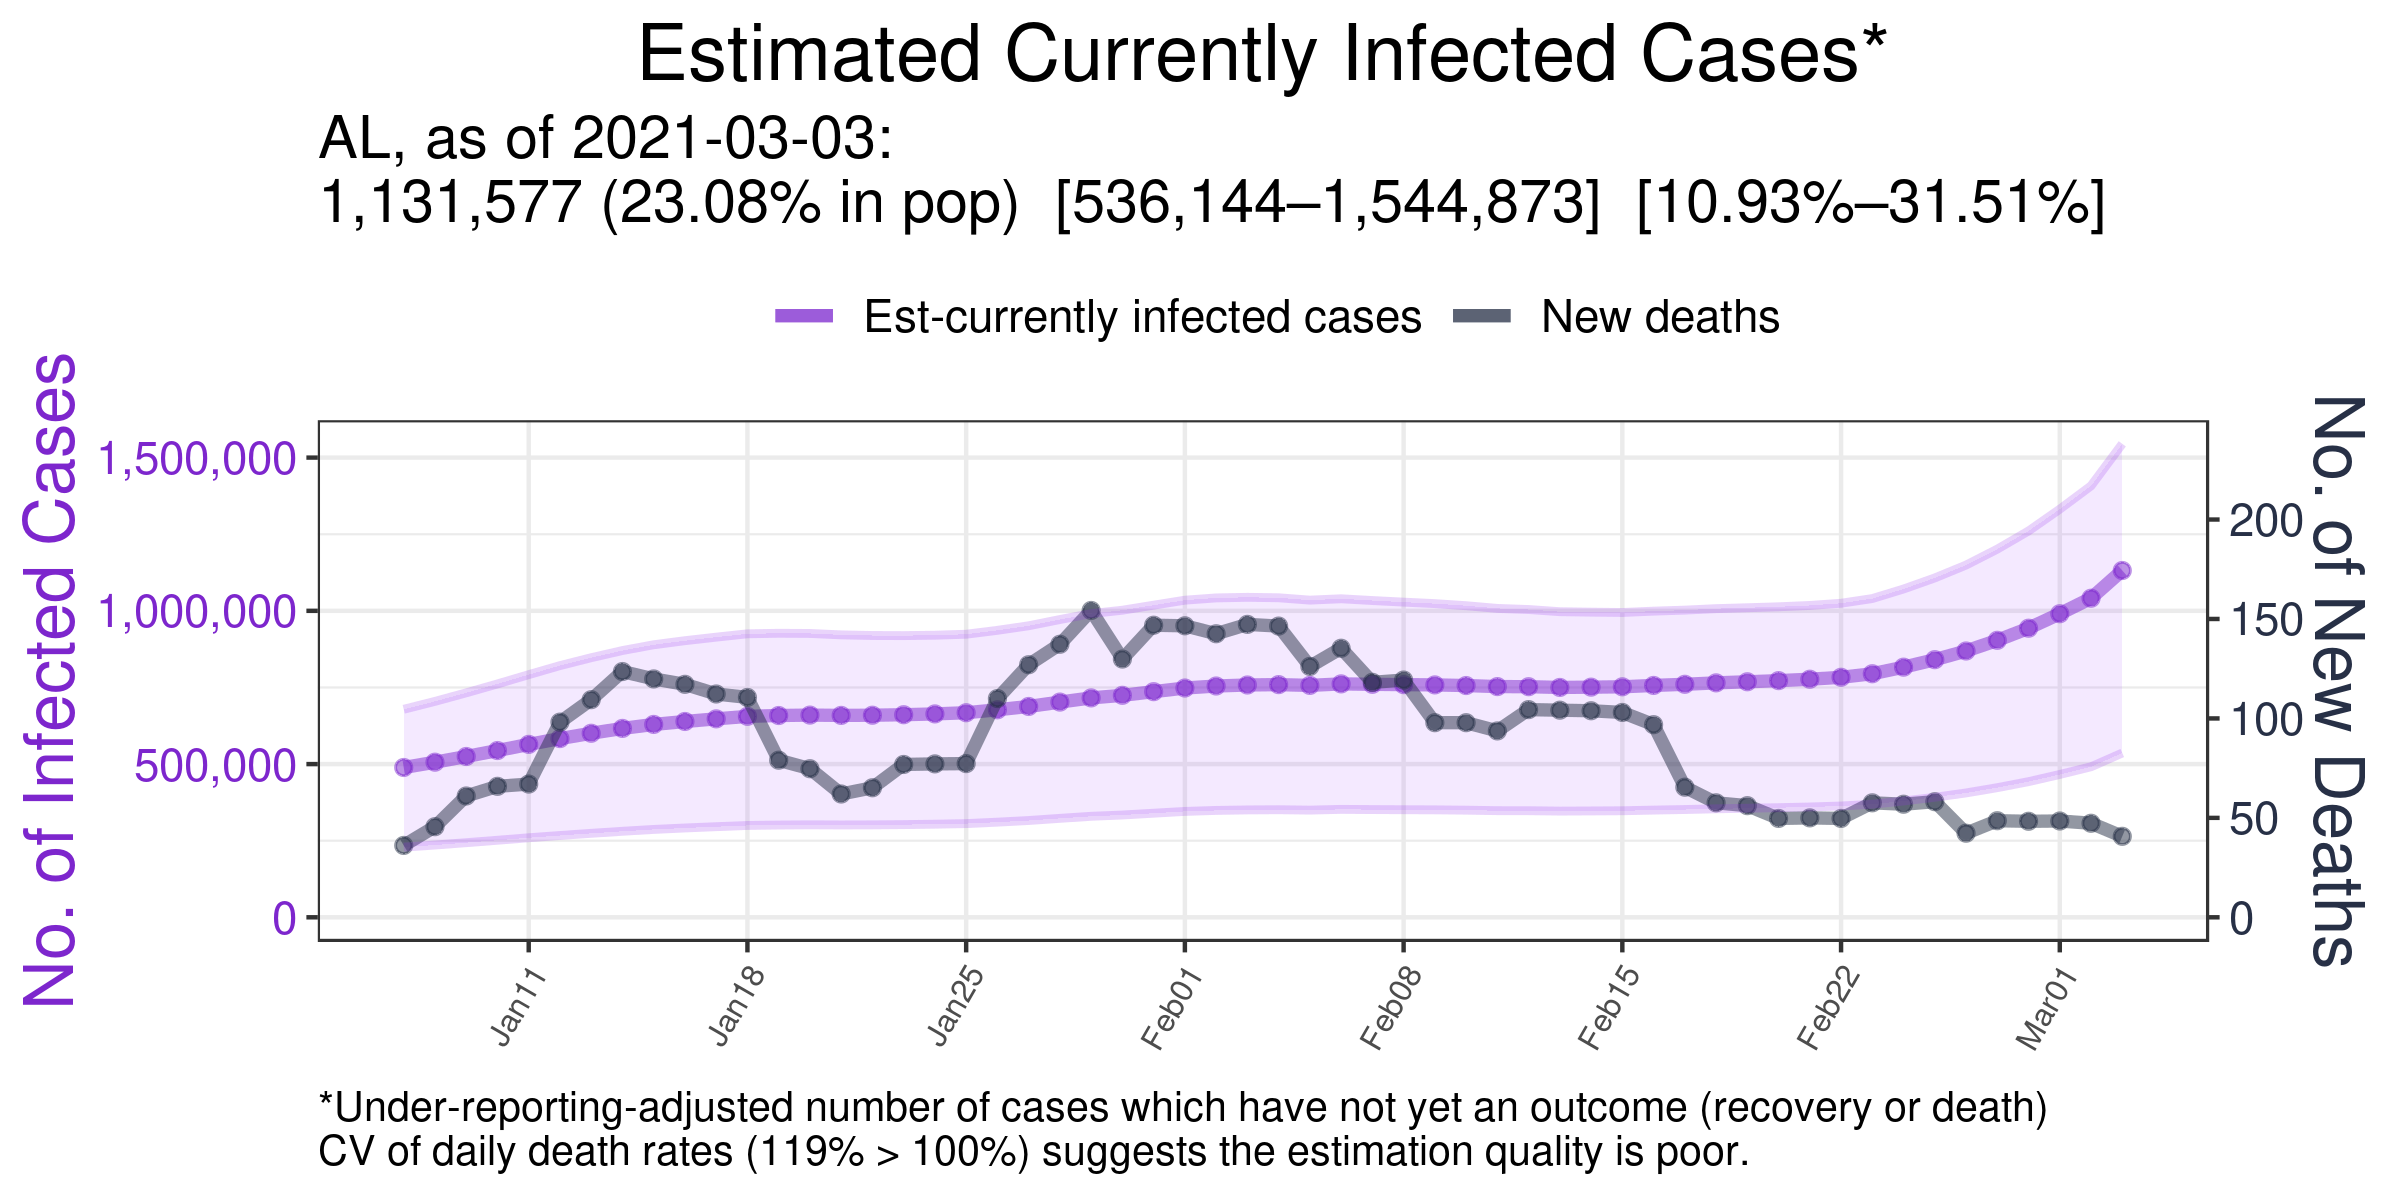 Estimated Currently Infected Cases*
AL, as of 2021-03-03:
1,131,577 (23.08% in pop) [536,144–1,544,873] [10.93%–31.51%]
Est-currently infected cases
New deaths
No. of Infected Cases
1,500,000
1,000,000
500,000
0
200
150
100
50
0
No. of New Deaths
Jan11
Jan18
Jan25
Feb01
Feb08
Feb15
Feb22
Mar01
*Under-reporting-adjusted number of cases which have not yet an outcome (recovery or death)
CV of daily death rates (119% > 100%) suggests the estimation quality is poor.